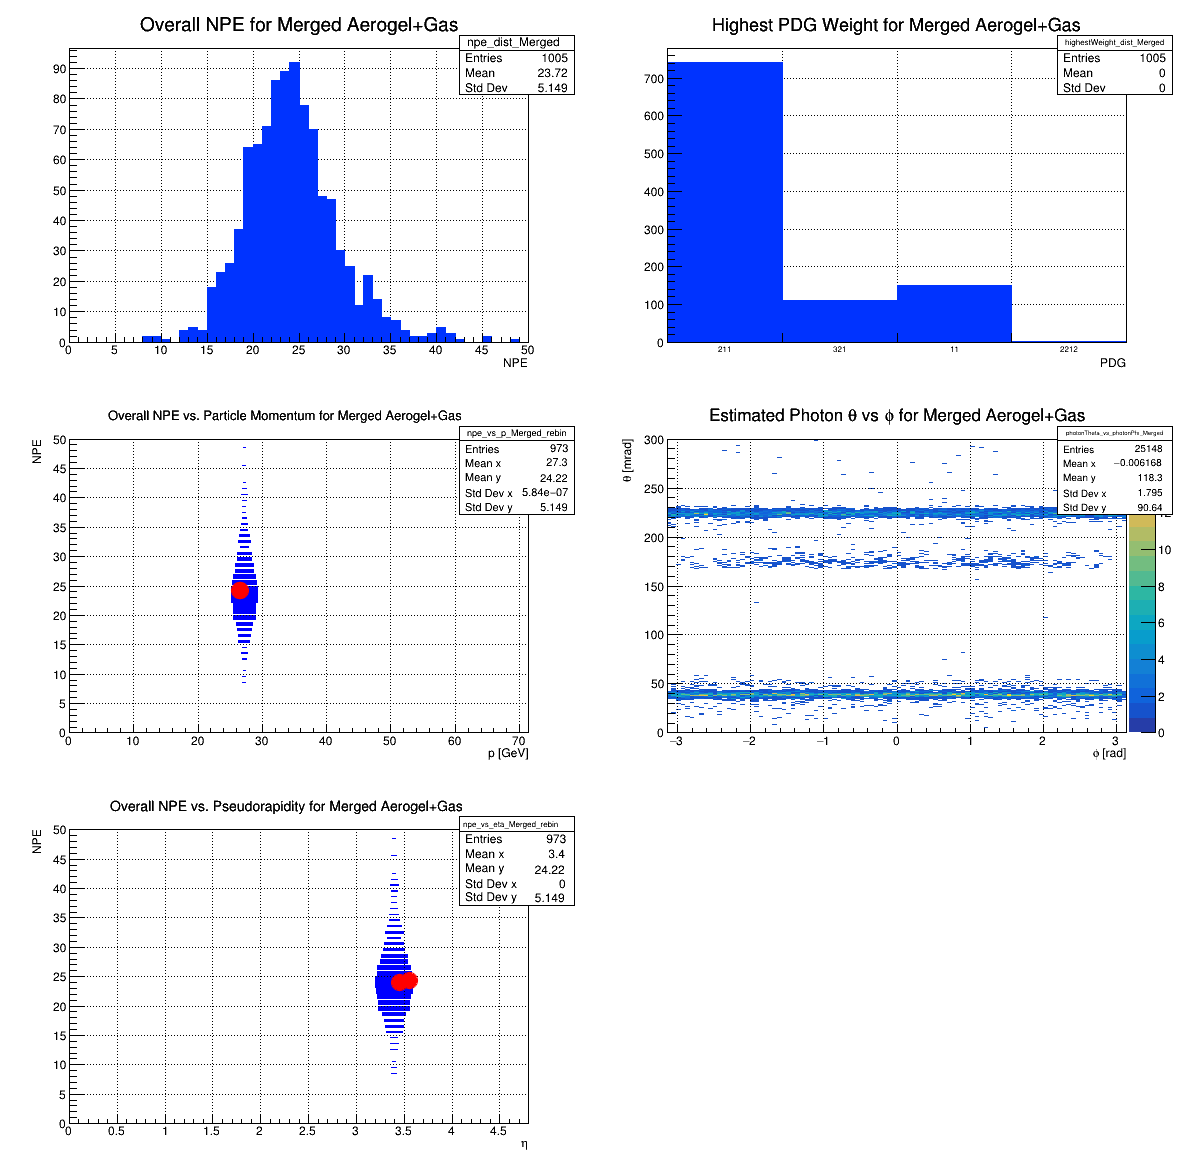 Overall NPE for Merged Aerogel+Gas
npe_dist_Merged
Entries 1005
Mean 23.72
Std Dev 5.149
90
80
70
60
50
40
30
20
10
0
0 5 10 15 20 25 30 35 40 45 50
NPE
Highest PDG Weight for Merged Aerogel+Gas
highestWeight_dist_Merged
Entries 1005
Mean 0
Std Dev 0
700
600
500
400
300
200
100
0
211 321 11 2212
PDG
Overall NPE vs. Particle Momentum for Merged Aerogel+Gas
NPE
npe_vs_p_Merged_rebin
Entries 973
Mean x 27.3
Mean y 24.22
Std Dev x 5.84e−07
Std Dev y 5.149
50
45
40
35
30
25
20
15
10
5
0
0 10 20 30 40 50 60 70
p [GeV]
Estimated Photon θ vs ϕ for Merged Aerogel+Gas
θ [mrad]
photonTheta_vs_photonPhi_Merged
Entries 25148
Mean x −0.006168
Mean y 118.3
Std Dev x 1.795
Std Dev y 90.64
300
250
200
150
100
50
0
−3 −2 −1 0 1 2 3
ϕ [rad]
10
8
6
4
2
0
Overall NPE vs. Pseudorapidity for Merged Aerogel+Gas
NPE
npe_vs_eta_Merged_rebin
Entries 973
Mean x 3.4
Mean y 24.22
Std Dev x 0
Std Dev y 5.149
50
45
40
35
30
25
20
15
10
5
0
0 0.5 1 1.5 2 2.5 3 3.5 4 4.5
η